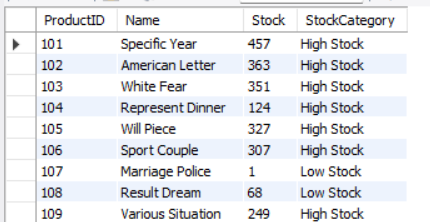 ProductID Name Stock StockCategory
101 Specific Year 457 High Stock
102 American Letter 363 High Stock
103 White Fear 351 High Stock
104 Represent Dinner 124 High Stock
105 Will Piece 327 High Stock
106 Sport Couple 307 High Stock
107 Marriage Police 1 Low Stock
108 Result Dream 68 Low Stock
109 Various Situation 249 High Stock